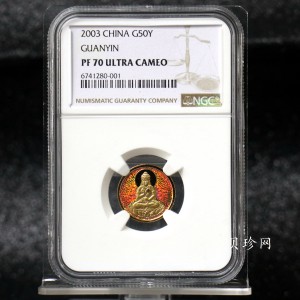 2003 CHINA G50Y
GUANYIN
PF 70 ULTRA CAMEO
6741280-001
NUMISMATIC GUARANTY COMPANY
NGC